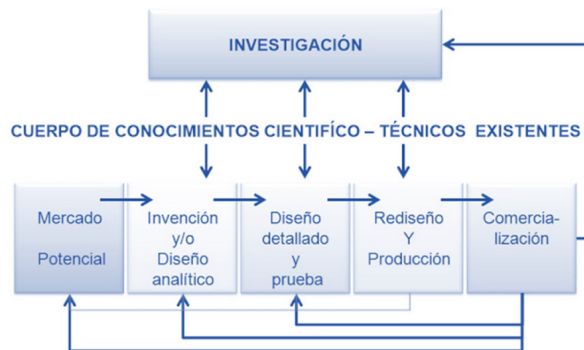 INVESTIGACIÓN
CUERPO DE CONOCIMIENTOS CIENTIFÍCO – TÉCNICOS EXISTENTES
Mercado
Potencial
Invención
y/o
Diseño
analítico
Diseño
detallado
y
prueba
Rediseño
Y
Producción
Comercia-
lización